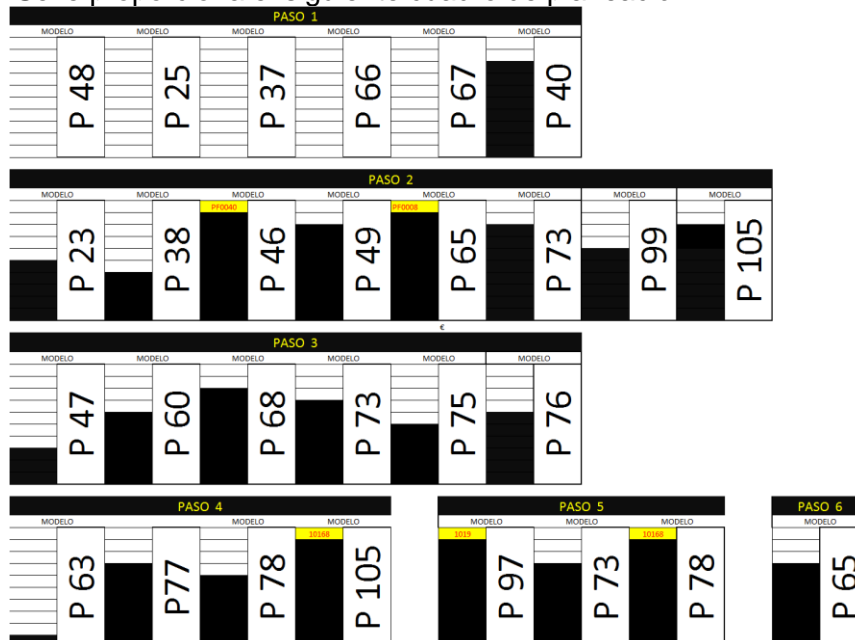 PASO 1
MODELO MODELO MODELO MODELO MODELO MODELO
P 48 P 25 P 37 P 66 P 67 P 40
PASO 2
MODELO MODELO MODELO MODELO MODELO MODELO MODELO MODELO
PF0040 PF0008
P 23 P 38 P 46 P 49 P 65 P 73 P 99 P 105
€
PASO 3
MODELO MODELO MODELO MODELO MODELO MODELO
P 47 P 60 P 68 P 73 P 75 P 76
PASO 4 PASO 5 PASO 6
MODELO MODELO MODELO MODELO MODELO MODELO MODELO MODELO
10168 1019 10168
P 63 P77 P 78 P 105 P 97 P 73 P 78 P 65